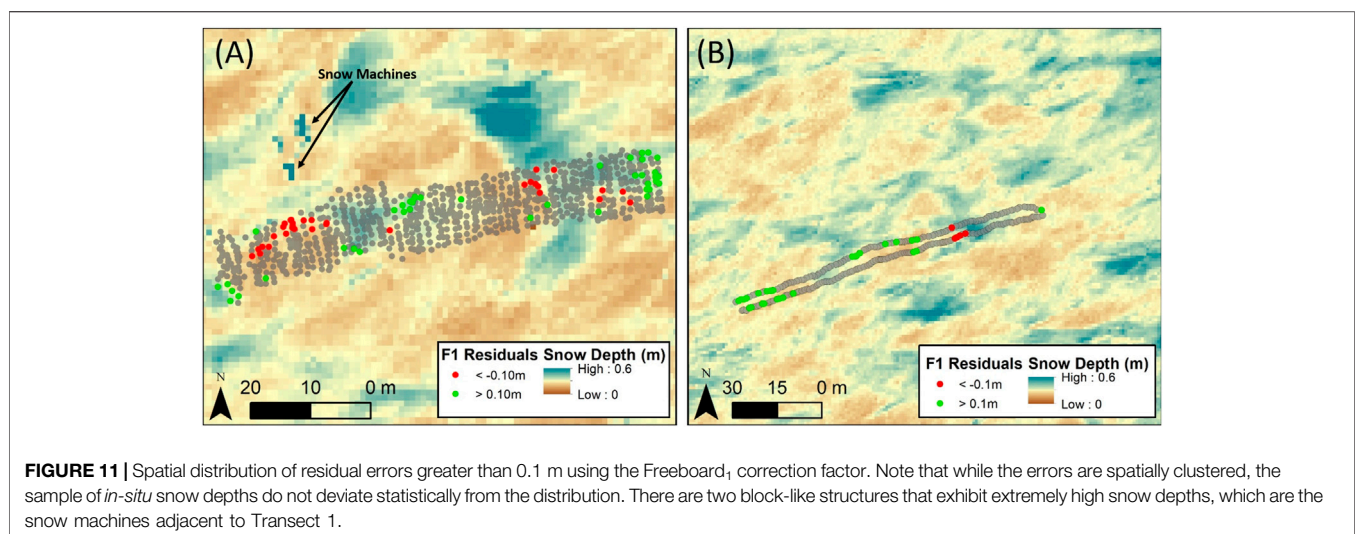 (A)
Snow Machines
F1 Residuals Snow Depth (m)
< -0.10m
> 0.10m
High : 0.6
Low : 0
N
20 10 0 m
(B)
F1 Residuals Snow Depth (m)
< -0.1m
> 0.1m
High : 0.6
Low : 0
N
30 15 0 m
FIGURE 11 | Spatial distribution of residual errors greater than 0.1 m using the Freeboard₁ correction factor. Note that while the errors are spatially clustered, the
sample of in-situ snow depths do not deviate statistically from the distribution. There are two block-like structures that exhibit extremely high snow depths, which are the
snow machines adjacent to Transect 1.